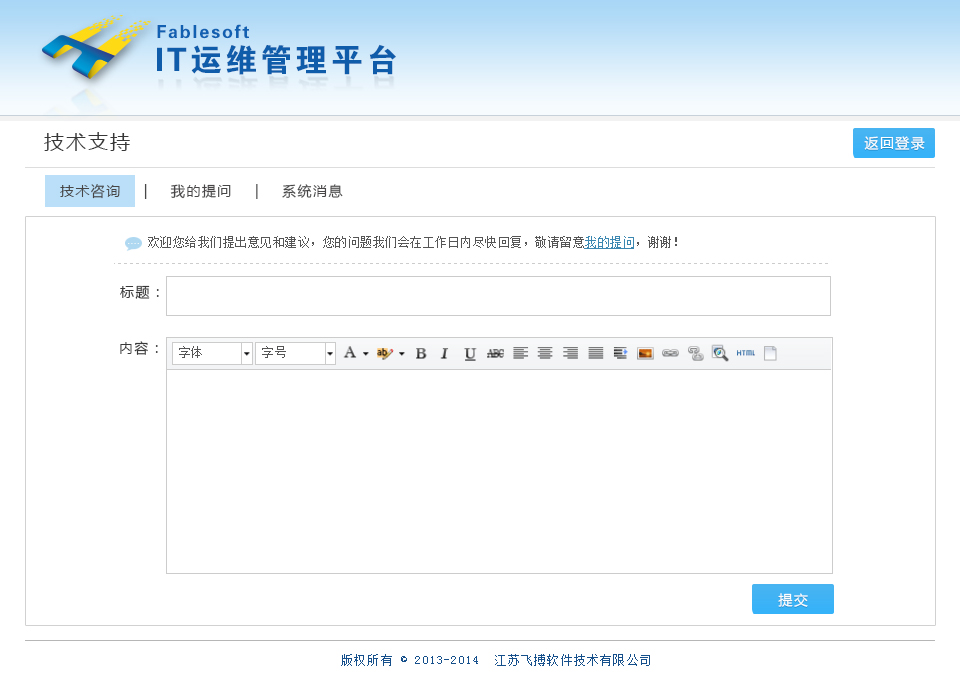 Fablesoft
IT运维管理平台
技术支持
返回登录
技术咨询 | 我的提问 | 系统消息
欢迎您给我们提出意见和建议，您的问题我们会在工作日内尽快回复，敬请留意我的提问，谢谢！
标题：
内容：
字体 字号 A ab B I U ABC HTML
提交
版权所有 © 2013-2014 江苏飞搏软件技术有限公司